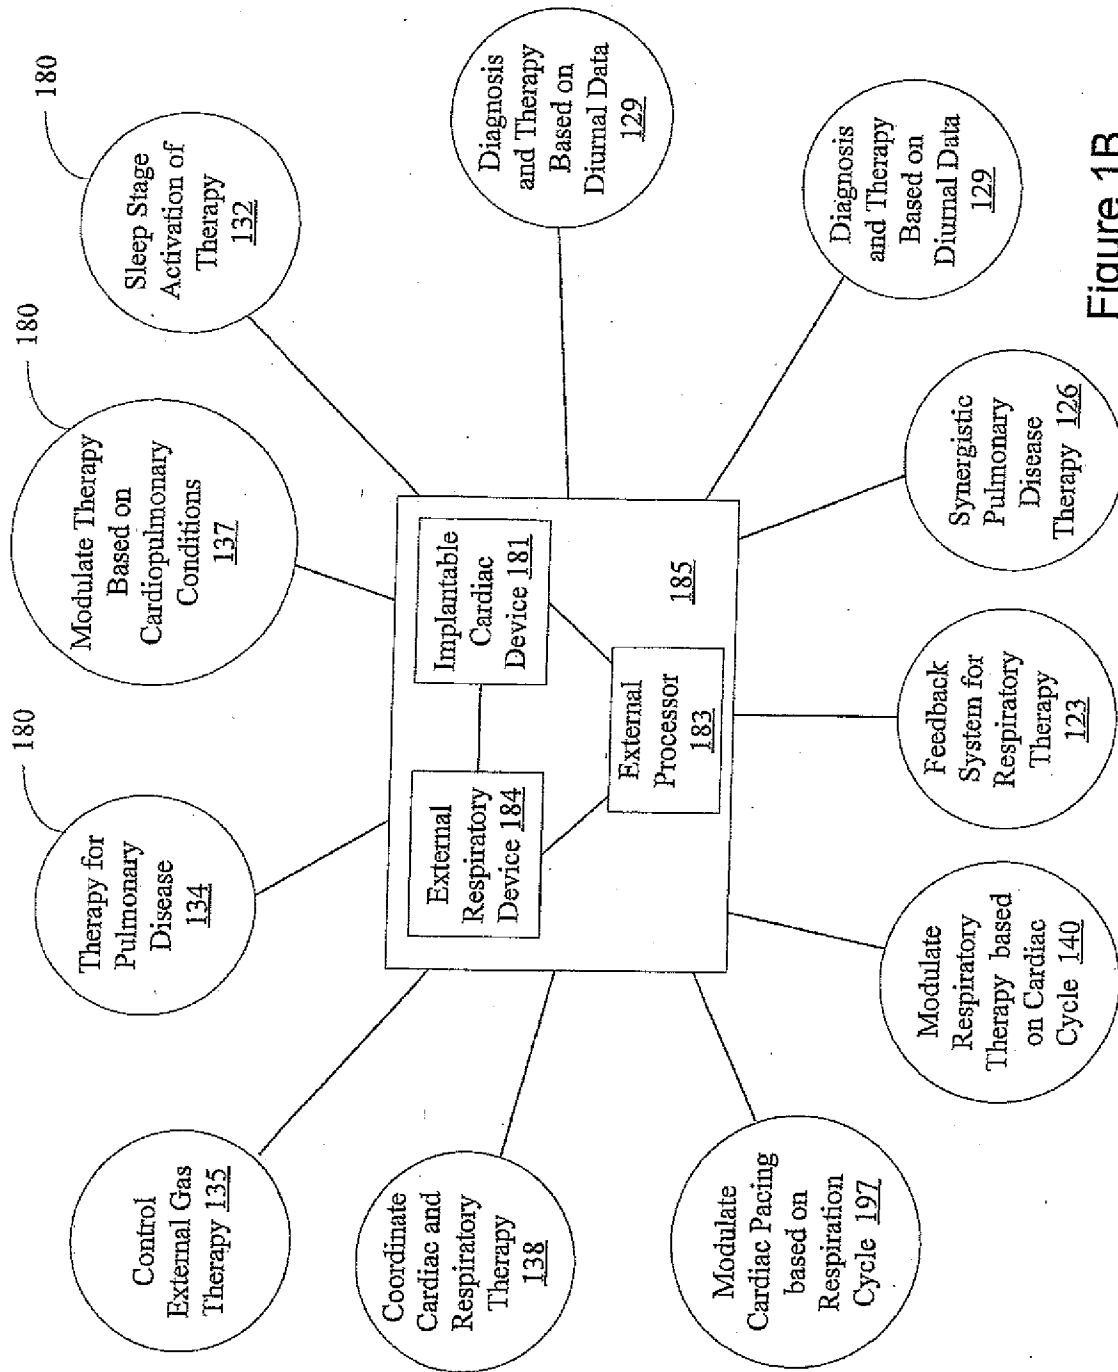 180
180
180
Control
External Gas
Therapy 135
Therapy for
Pulmonary
Disease
134
Modulate Therapy
Based on
Cardiopulmonary
Conditions
137
Sleep Stage
Activation of
Therapy
132
Coordinate
Cardiac and
Respiratory
Therapy
138
External
Respiratory
Device 184
Implantable
Cardiac
Device 181
External
Processor
183
185
Diagnosis
and Therapy
Based on
Diurnal Data
129
Modulate
Cardiac Pacing
based on
Respiration
Cycle 197
Modulate
Respiratory
Therapy based
on Cardiac
Cycle 140
Feedback
System for
Respiratory
Therapy
123
Synergistic
Pulmonary
Disease
Therapy 126
Diagnosis
and Therapy
Based on
Diurnal Data
129
Figure 1B